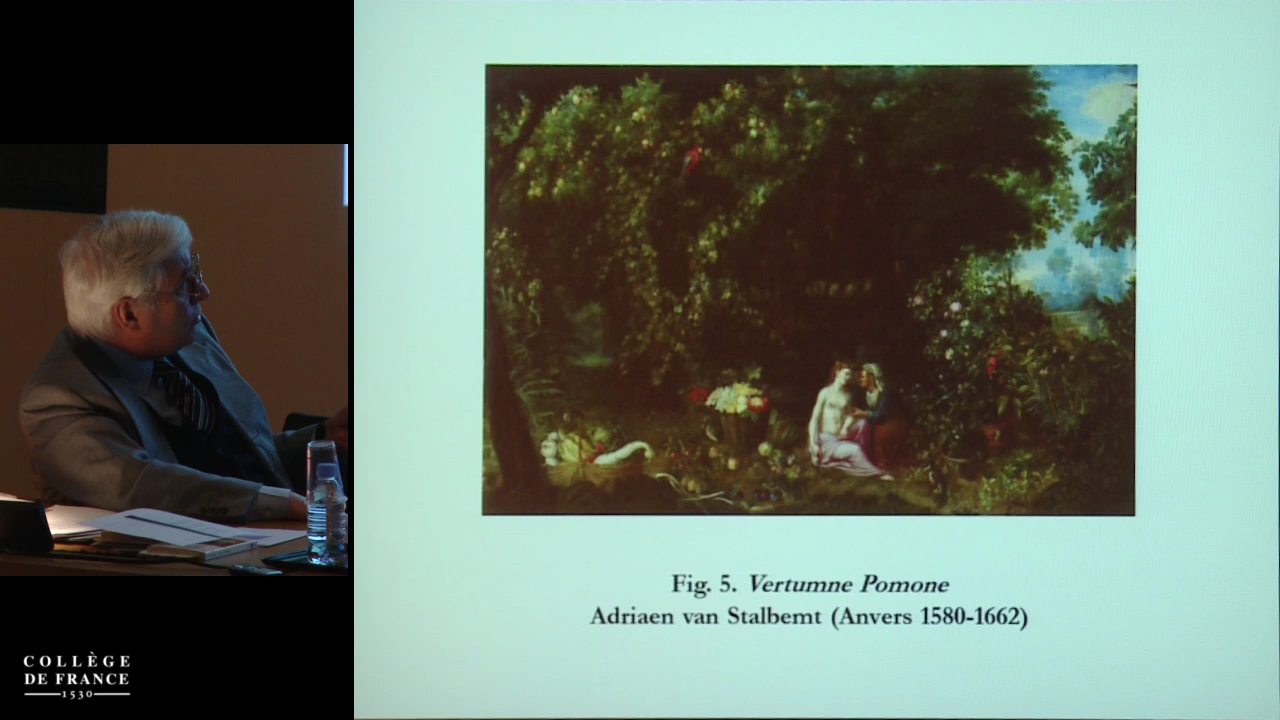 Fig. 5. Vertumne Pomone
Adriaen van Stalbemt (Anvers 1580-1662)
COLLÈGE
DE FRANCE
1530